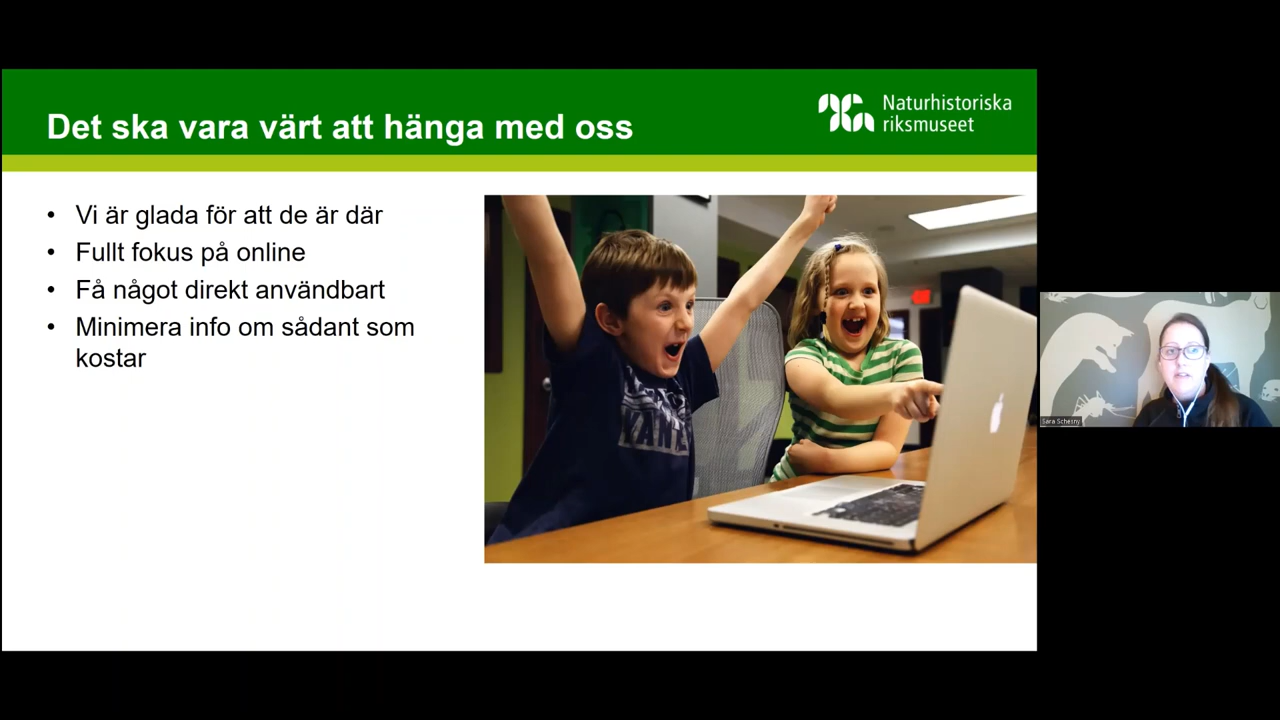 Det ska vara värt att hänga med oss
Naturhistoriska
riksmuseet
• Vi är glada för att de är där
• Fullt fokus på online
• Få något direkt användbart
• Minimera info om sådant som
kostar
Sara Schesny